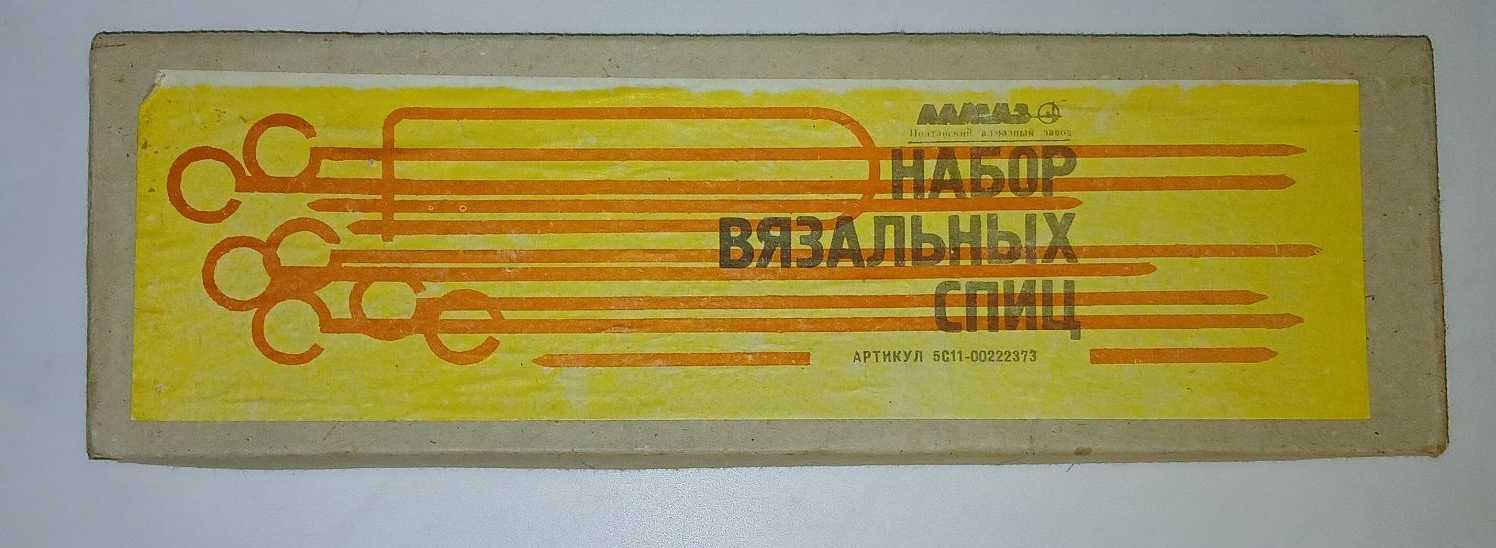 АЛМАЗ
Полтавский алмазный завод
НАБОР
ВЯЗАЛЬНЫХ
СПИЦ
АРТИКУЛ 5С11-00222373